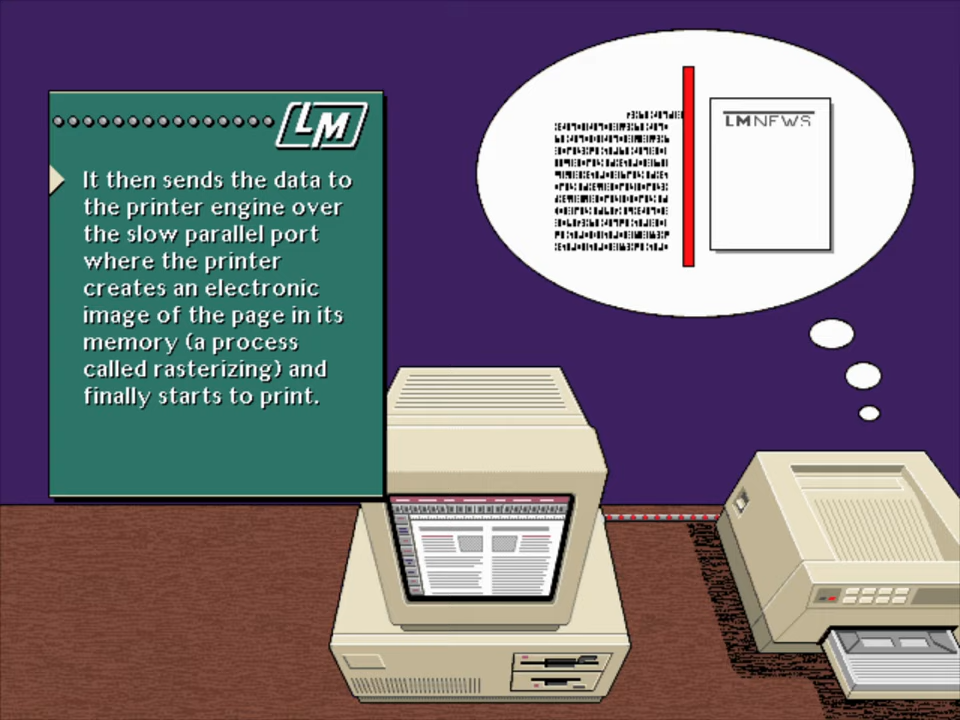 LM
It then sends the data to
the printer engine over
the slow parallel port
where the printer
creates an electronic
image of the page in its
memory (a process
called rasterizing) and
finally starts to print.
LMNEWS